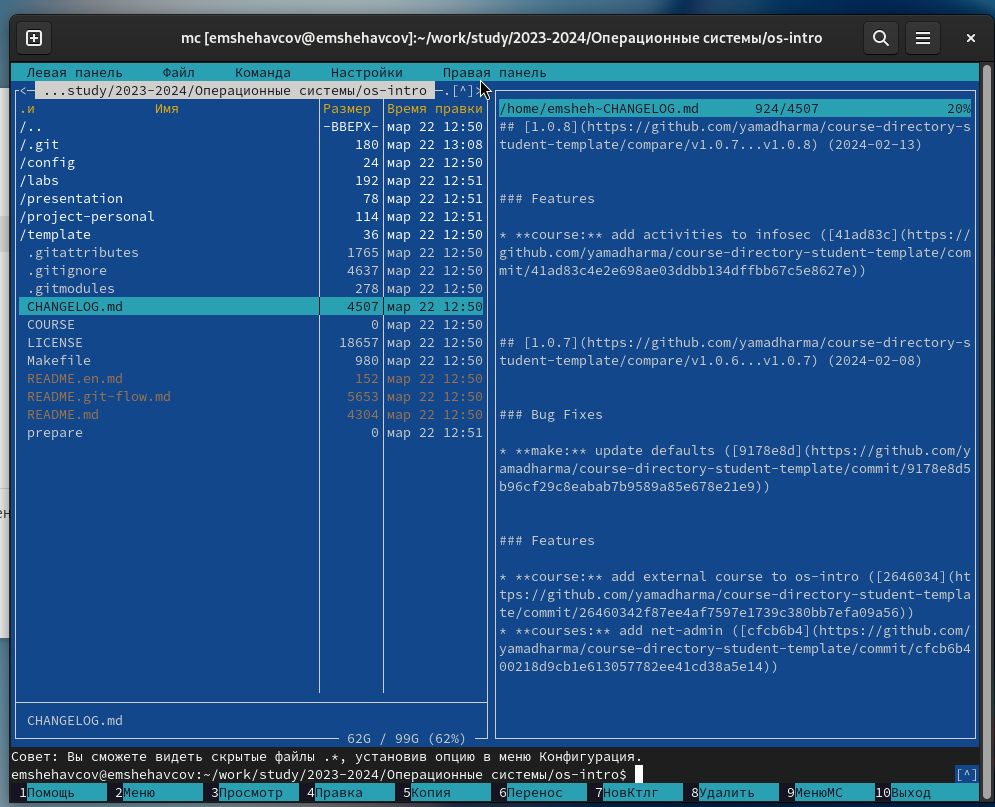 mc [emshehavcov@emshehavcov]:~/work/study/2023-2024/Операционные системы/os-intro
Левая панель Файл Команда Настройки Правая панель
<— ...study/2023-2024/Операционные системы/os-intro —.[^]
.и Имя Размер Время правки
/.. -ВВЕРХ- мар 22 12:50
/.git 180 мар 22 13:08
/config 24 мар 22 12:50
/labs 192 мар 22 12:51
/presentation 78 мар 22 12:51
/project-personal 114 мар 22 12:51
/template 36 мар 22 12:50
.gitattributes 1765 мар 22 12:50
.gitignore 4637 мар 22 12:50
.gitmodules 278 мар 22 12:50
CHANGELOG.md 4507 мар 22 12:50
COURSE 0 мар 22 12:50
LICENSE 18657 мар 22 12:50
Makefile 980 мар 22 12:50
README.en.md 152 мар 22 12:50
README.git-flow.md 5653 мар 22 12:50
README.md 4304 мар 22 12:50
prepare 0 мар 22 12:51
CHANGELOG.md
62G / 99G (62%)
/home/emsheh~CHANGELOG.md 924/4507 20%
## [1.0.8](https://github.com/yamadharma/course-directory-s
tudent-template/compare/v1.0.7...v1.0.8) (2024-02-13)
### Features
* **course:** add activities to infosec ([41ad83c](https://
github.com/yamadharma/course-directory-student-template/com
mit/41ad83c4e2e698ae03ddbb134dffbb67c5e8627e))
## [1.0.7](https://github.com/yamadharma/course-directory-s
tudent-template/compare/v1.0.6...v1.0.7) (2024-02-08)
### Bug Fixes
* **make:** update defaults ([9178e8d](https://github.com/y
amadharma/course-directory-student-template/commit/9178e8d5
b96cf29c8eabab7b9589a85e678e21e9))
### Features
* **course:** add external course to os-intro ([2646034](ht
tps://github.com/yamadharma/course-directory-student-templa
te/commit/26460342f87ee4af7597e1739c380bb7efa09a56))
* **courses:** add net-admin ([cfcb6b4](https://github.com/
yamadharma/course-directory-student-template/commit/cfcb6b4
00218d9cb1e613057782ee41cd38a5e14))
Совет: Вы сможете видеть скрытые файлы .*, установив опцию в меню Конфигурация.
emshehavcov@emshehavcov:~/work/study/2023-2024/Операционные системы/os-intro$ [^]
1Помощь 2Меню 3Просмотр 4Правка 5Копия 6Перенос 7НовКтлг 8Удалить 9МенюМС 10Выход